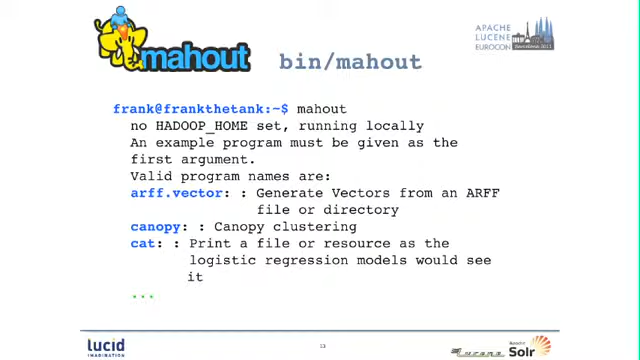 mahout
bin/mahout
APACHE
LUCENE
EUROCON
Barcelona 2011
frank@frankthetank:~$ mahout
no HADOOP_HOME set, running locally
An example program must be given as the
first argument.
Valid program names are:
arff.vector: : Generate Vectors from an ARFF
file or directory
canopy: : Canopy clustering
cat: : Print a file or resource as the
logistic regression models would see
it
...
lucid
IMAGINATION
13
Lucene
Solr